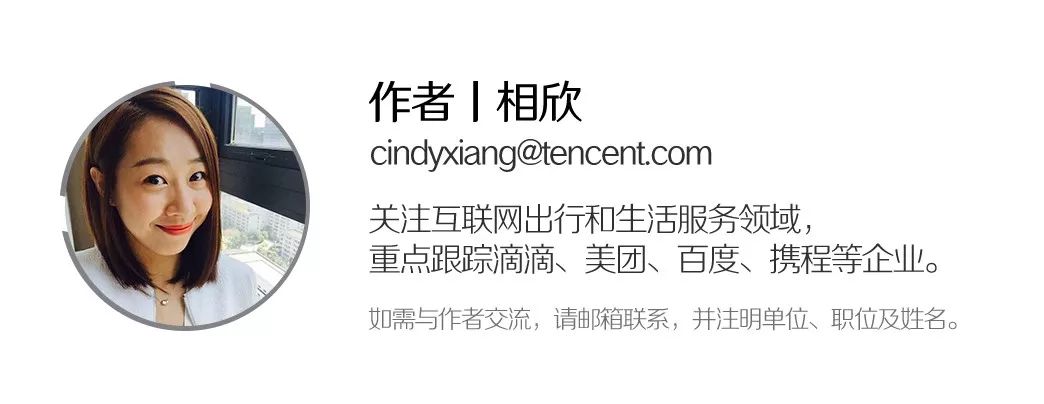 作者 | 相欣
cindyxiang@tencent.com
关注互联网出行和生活服务领域，
重点跟踪滴滴、美团、百度、携程等企业。
如需与作者交流，请邮箱联系，并注明单位、职位及姓名。